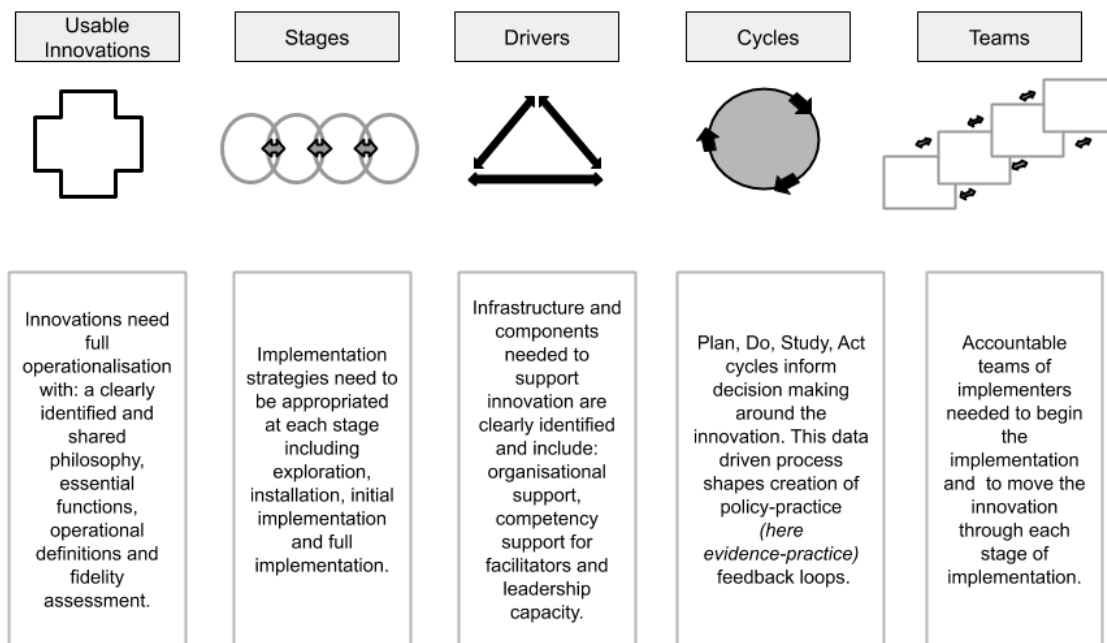 Usable
Innovations
Stages
Drivers
Cycles
Teams
Innovations need
full
operationalisation
with: a clearly
identified and
shared
philosophy,
essential
functions,
operational
definitions and
fidelity
assessment.
Implementation
strategies need to
be appropriated
at each stage
including
exploration,
installation, initial
implementation
and full
implementation.
Infrastructure and
components
needed to
support
innovation are
clearly identified
and include:
organisational
support,
competency
support for
facilitators and
leadership
capacity.
Plan, Do, Study, Act
cycles inform
decision making
around the
innovation. This data
driven process
shapes creation of
policy-practice
(here
evidence-practice)
feedback loops.
Accountable
teams of
implementers
needed to begin
the
implementation
and to move the
innovation
through each
stage of
implementation.